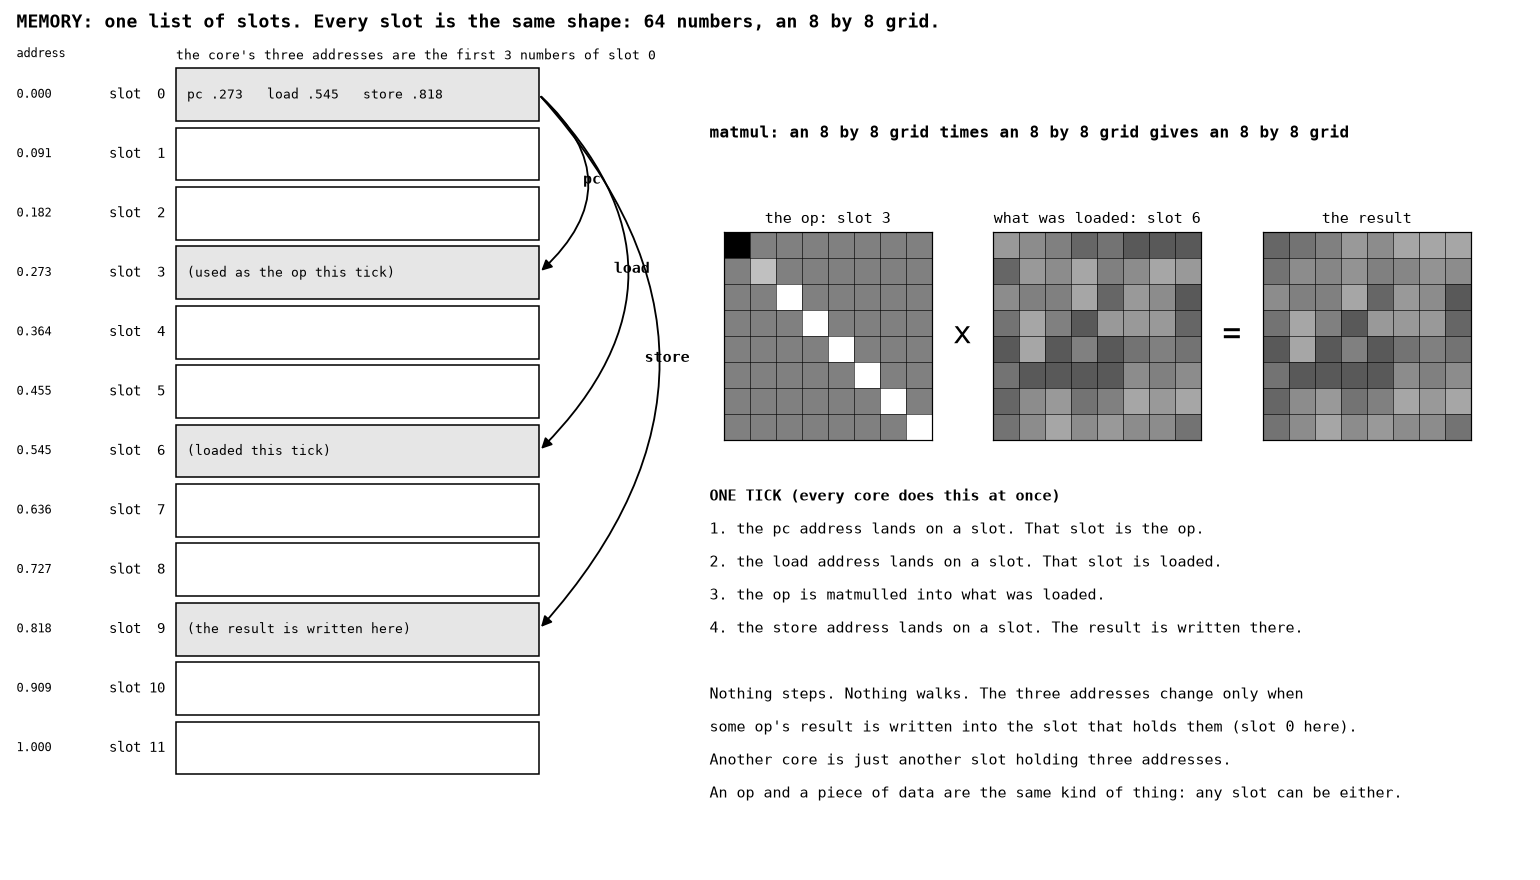 MEMORY: one list of slots. Every slot is the same shape: 64 numbers, an 8 by 8 grid.
address
the core's three addresses are the first 3 numbers of slot 0
0.000 slot 0 pc .273 load .545 store .818
0.091 slot 1
0.182 slot 2
0.273 slot 3 (used as the op this tick)
0.364 slot 4
0.455 slot 5
0.545 slot 6 (loaded this tick)
0.636 slot 7
0.727 slot 8
0.818 slot 9 (the result is written here)
0.909 slot 10
1.000 slot 11
pc
load
store
matmul: an 8 by 8 grid times an 8 by 8 grid gives an 8 by 8 grid
the op: slot 3
what was loaded: slot 6
the result
x
=
ONE TICK (every core does this at once)
1. the pc address lands on a slot. That slot is the op.
2. the load address lands on a slot. That slot is loaded.
3. the op is matmulled into what was loaded.
4. the store address lands on a slot. The result is written there.
Nothing steps. Nothing walks. The three addresses change only when
some op's result is written into the slot that holds them (slot 0 here).
Another core is just another slot holding three addresses.
An op and a piece of data are the same kind of thing: any slot can be either.